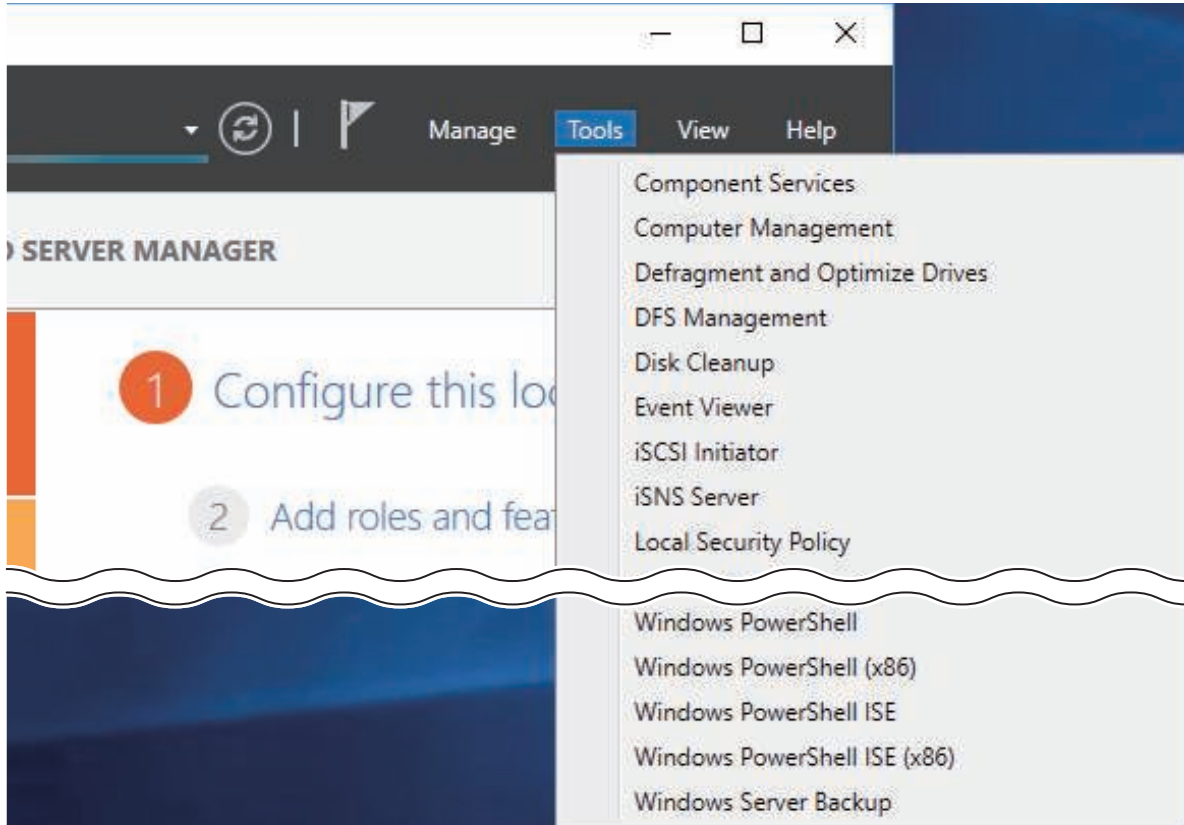 Manage Tools View Help
SERVER MANAGER
1 Configure this
2 Add roles and
Component Services
Computer Management
Defragment and Optimize Drives
DFS Management
Disk Cleanup
Event Viewer
iSCSI Initiator
iSNS Server
Local Security Policy
Windows PowerShell
Windows PowerShell (x86)
Windows PowerShell ISE
Windows PowerShell ISE (x86)
Windows Server Backup